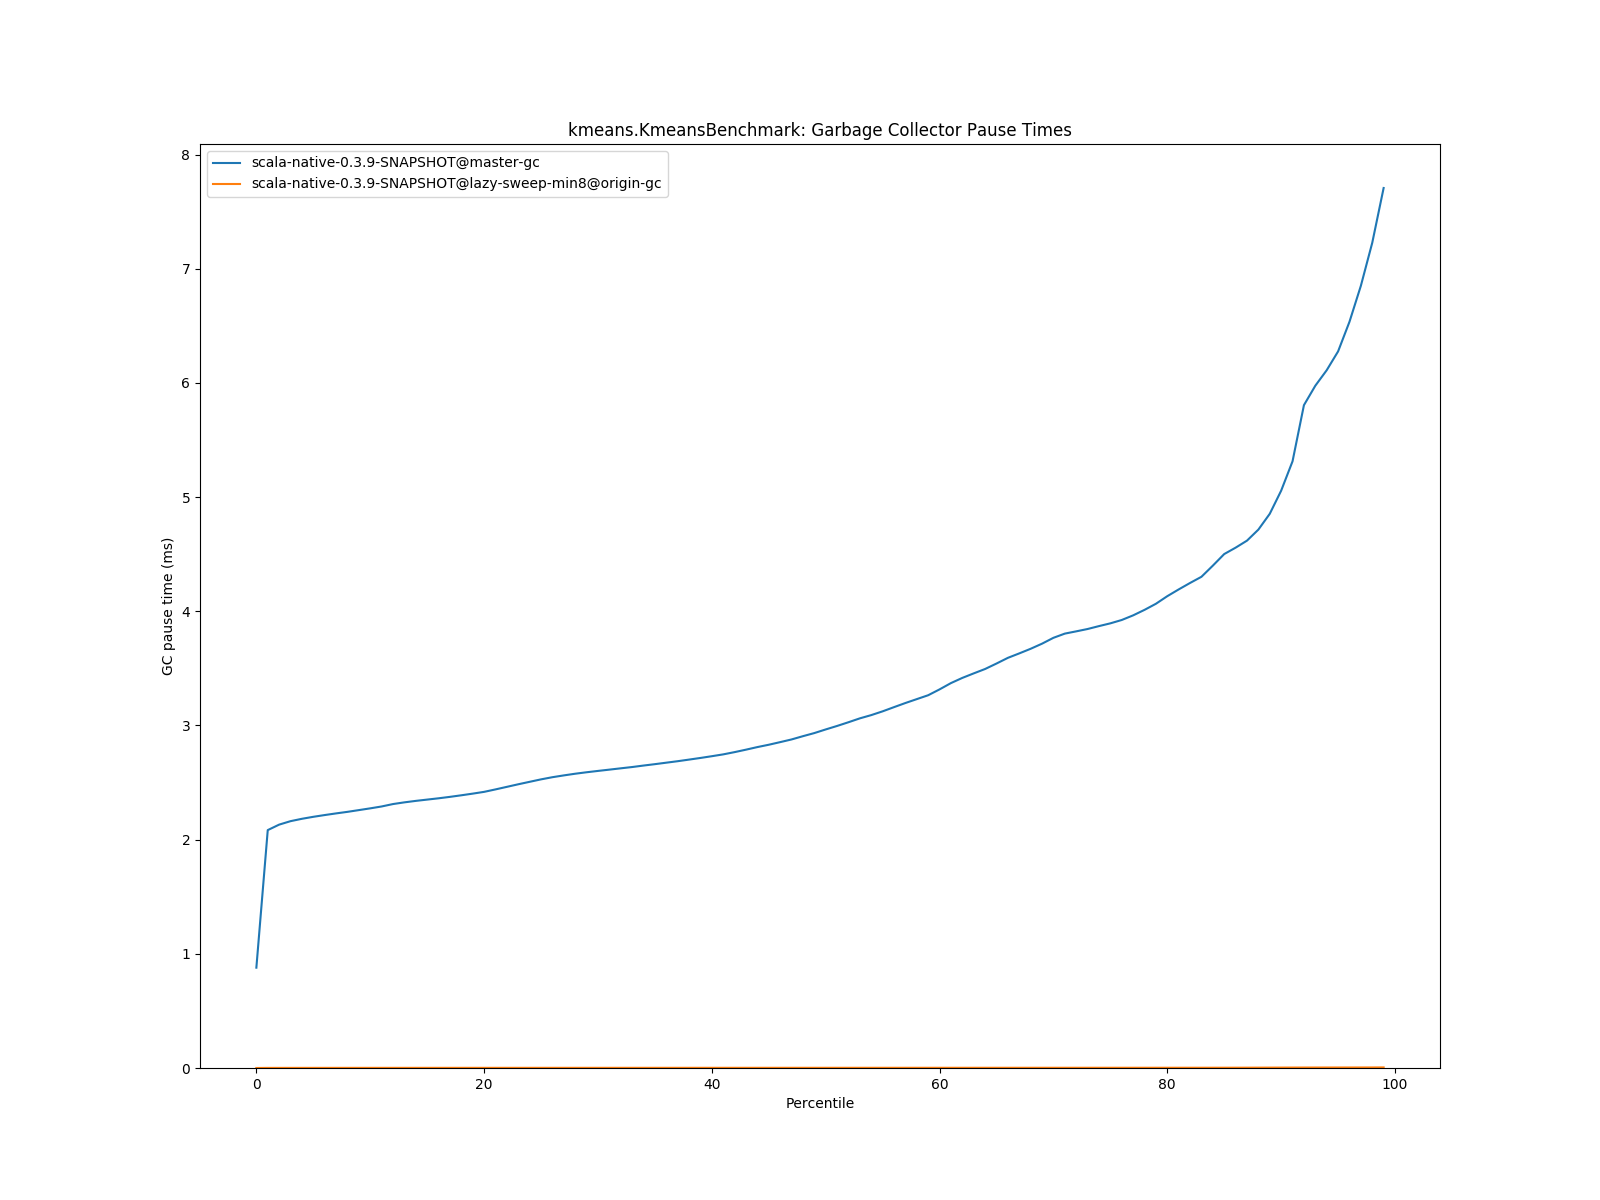 kmeans.KmeansBenchmark: Garbage Collector Pause Times
scala-native-0.3.9-SNAPSHOT@master-gc
scala-native-0.3.9-SNAPSHOT@lazy-sweep-min8@origin-gc
8
7
6
5
4
3
2
1
0
GC pause time (ms)
0 20 40 60 80 100
Percentile